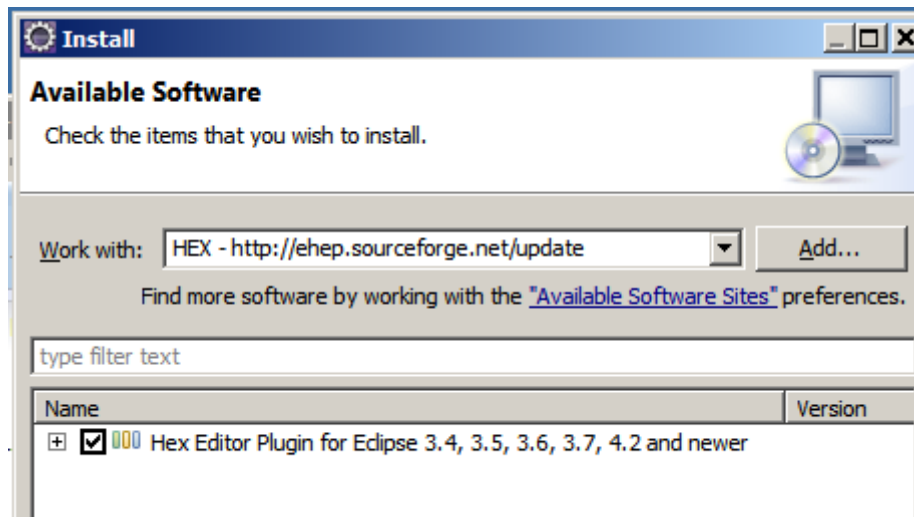 Install
Available Software
Check the items that you wish to install.
Work with: HEX - http://ehep.sourceforge.net/update Add...
Find more software by working with the "Available Software Sites" preferences.
type filter text
Name Version
Hex Editor Plugin for Eclipse 3.4, 3.5, 3.6, 3.7, 4.2 and newer